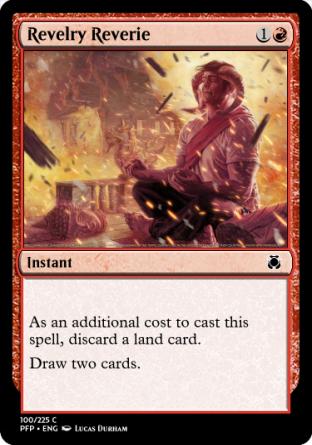 Revelry Reverie 1
Instant
As an additional cost to cast this
spell, discard a land card.
Draw two cards.
100/225 C
PFP • ENG Lucas Durham